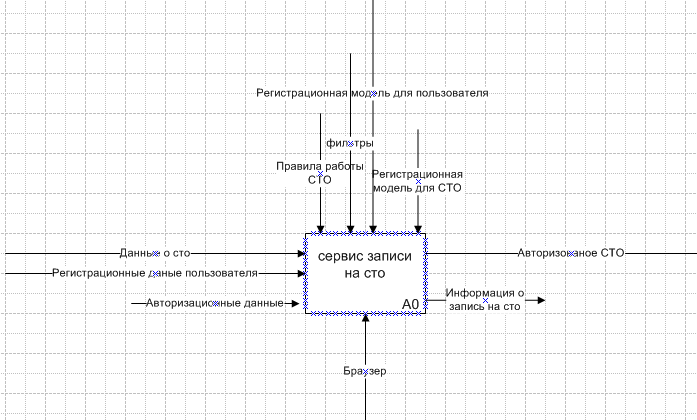 Регистрационная модель для пользователя
фильтры
Правила работы
СТО
Регистрационная
модель для СТО
Данные о сто
сервис записи
на сто
Авторизованое СТО
Регистрационные данные пользователя
Авторизационные данные
A0
Информация о
запись на сто
Браузер